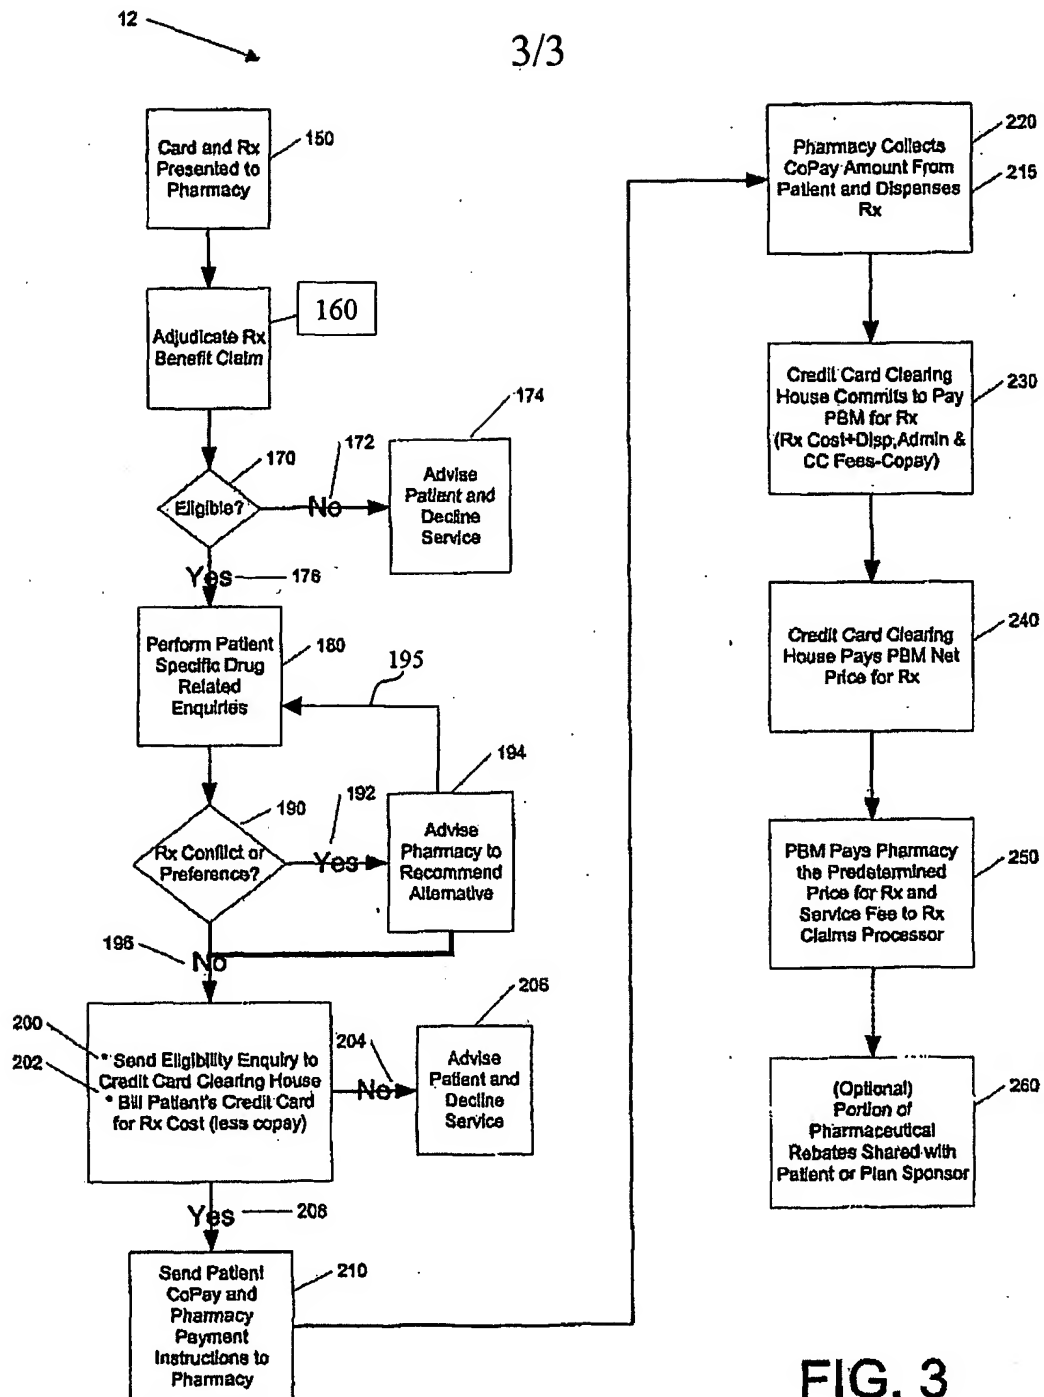 12
3/3
Card and Rx
Presented to
Pharmacy
150
Adjudicate Rx
Benefit Claim
160
Eligible?
170
No
172
Advise
Patient and
Decline
Service
174
Yes
176
Perform Patient
Specific Drug
Related
Enquiries
180
195
Rx Conflict or
Preference?
190
Yes
192
Advise
Pharmacy to
Recommend
Alternative
194
196
No
200
202
* Send Eligibility Enquiry to
Credit Card Clearing House
* Bill Patient's Credit Card
for Rx Cost (less copay)
204
No
Advise
Patient and
Decline
Service
206
Yes
208
Send Patient
CoPay and
Pharmacy
Payment
Instructions to
Pharmacy
210
Pharmacy Collects
CoPay Amount From
Patient and Dispenses
Rx
220
215
Credit Card Clearing
House Commits to Pay
PBM for Rx
(Rx Cost+Disp,Admin &
CC Fees-Copay)
230
Credit Card Clearing
House Pays PBM Net
Price for Rx
240
PBM Pays Pharmacy
the Predetermined
Price for Rx and
Service Fee to Rx
Claims Processor
250
(Optional)
Portion of
Pharmaceutical
Rebates Shared with
Patient or Plan Sponsor
260
FIG. 3